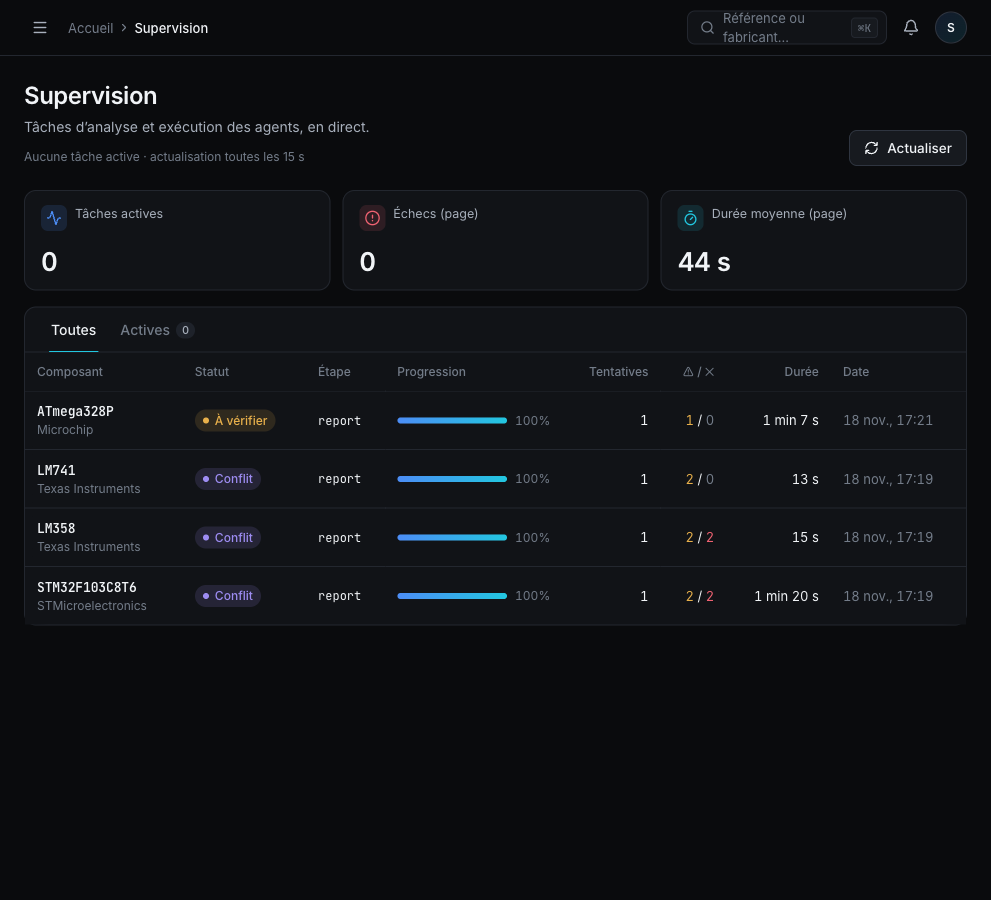 Accueil > Supervision
Référence ou
fabricant...
⌘K
S
Supervision
Tâches d’analyse et exécution des agents, en direct.
Aucune tâche active · actualisation toutes les 15 s
Actualiser
Tâches actives
0
Échecs (page)
0
Durée moyenne (page)
44 s
Toutes Actives 0
Composant Statut Étape Progression Tentatives ⚠ / × Durée Date
ATmega328P
Microchip
À vérifier report 100% 1 1 / 0 1 min 7 s 18 nov., 17:21
LM741
Texas Instruments
Conflit report 100% 1 2 / 0 13 s 18 nov., 17:19
LM358
Texas Instruments
Conflit report 100% 1 2 / 2 15 s 18 nov., 17:19
STM32F103C8T6
STMicroelectronics
Conflit report 100% 1 2 / 2 1 min 20 s 18 nov., 17:19